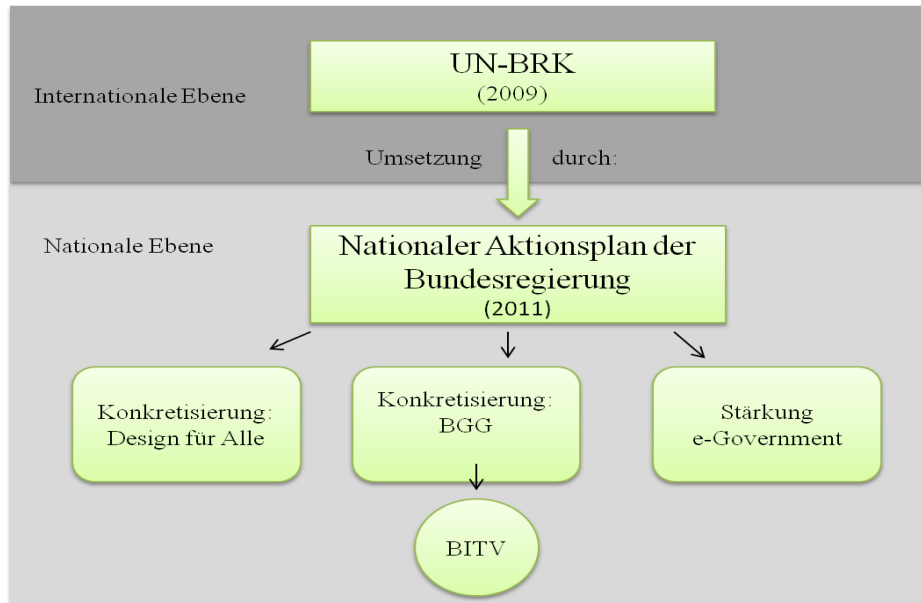 UN-BRK
(2009)
Internationale Ebene
Umsetzung durch:
Nationale Ebene
Nationaler Aktionsplan der
Bundesregierung
(2011)
Konkretisierung:
Design für Alle
Konkretisierung:
BGG
Stärkung
e-Government
BITV